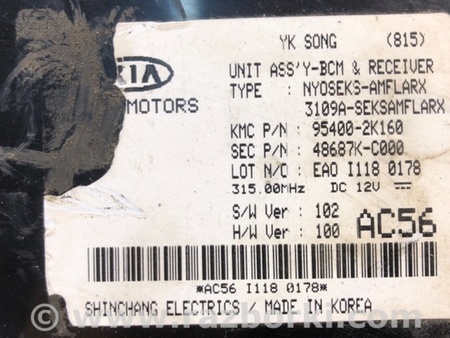 YK SONG (815)
KIA
MOTORS
UNIT ASS'Y-BCM & RECEIVER
TYPE : NYOSEKS-AMFLARX
3109A-SEKSAMFLARX
KMC P/N : 95400-2K160
SEC P/N : 48687K-C000
LOT N/O : EAO I118 0178
315.00MHz DC 12V
S/W Ver : 102
H/W Ver : 100
AC56
*AC56 I118 0178*
SHINCHANG ELECTRICS / MADE IN KOREA
www.razborki.com